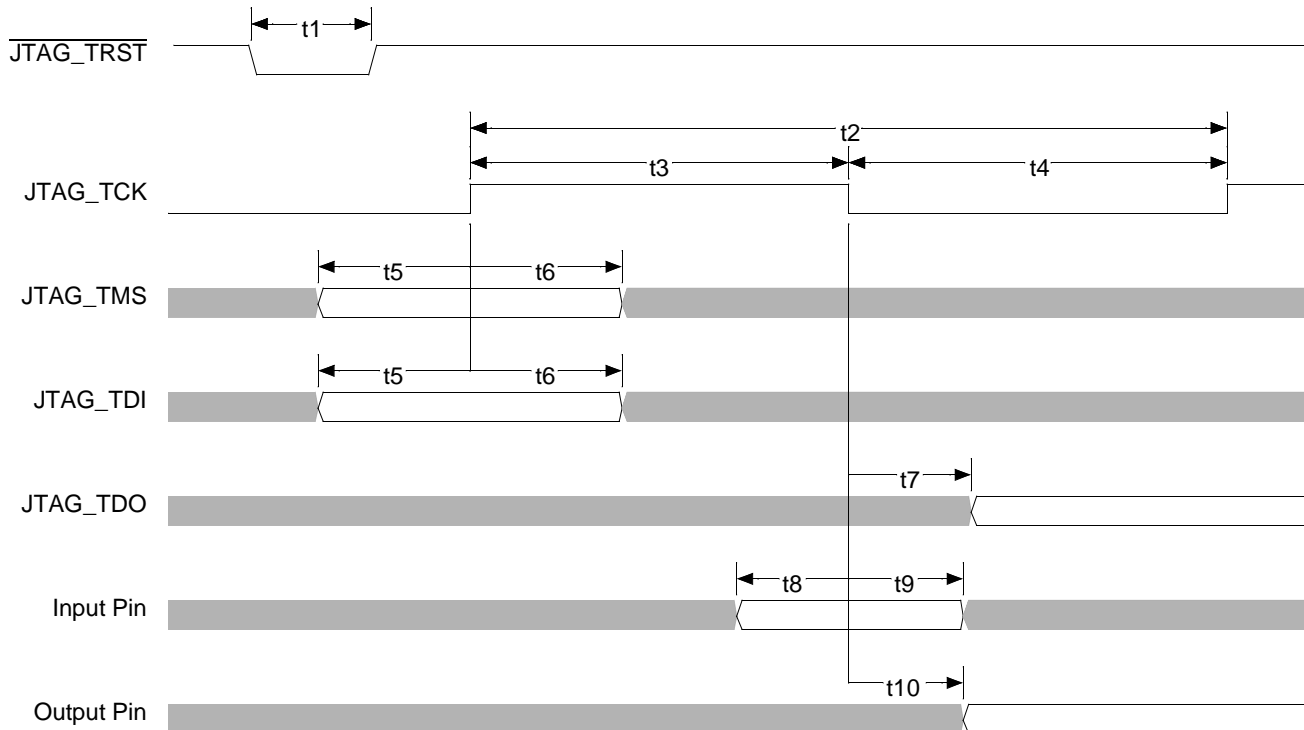 t1
JTAG_TRST
t2
t3 t4
JTAG_TCK
t5 t6
JTAG_TMS
t5 t6
JTAG_TDI
t7
JTAG_TDO
t8 t9
Input Pin
t10
Output Pin